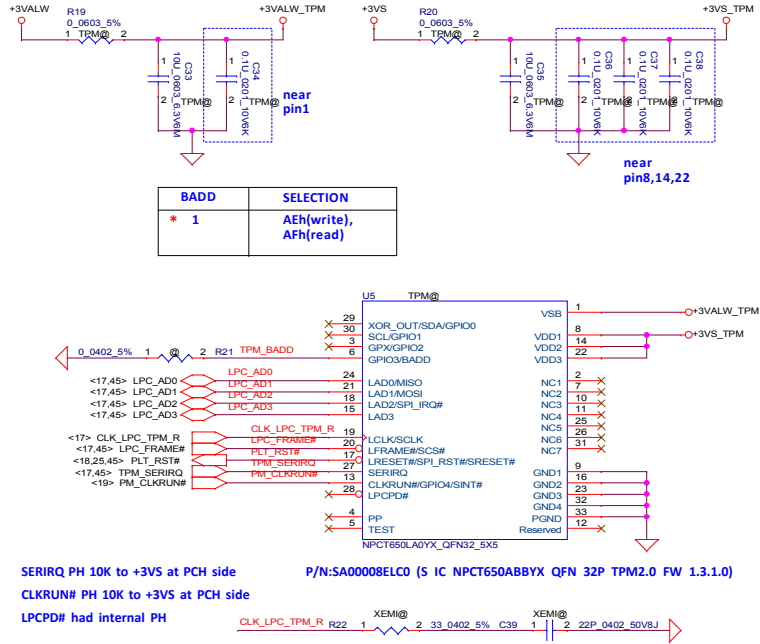 +3VALW
R19
0_0603_5%
1 TPM@ 2
+3VALW_TPM
1
2
C33
10U_0603_6.3V6M
TPM@
1
2
C34
0.1U_0201_10V6K
TPM@
near
pin1
+3VS
R20
0_0603_5%
1 TPM@ 2
+3VS_TPM
1
2
C35
10U_0603_6.3V6M
TPM@
1
2
C36
0.1U_0201_10V6K
TPM@
1
2
C37
0.1U_0201_10V6K
TPM@
1
2
C38
0.1U_0201_10V6K
TPM@
near
pin8,14,22
BADD SELECTION
* 1 AEh(write),
AFh(read)
U5 TPM@
29 XOR_OUT/SDA/GPIO0
30 SCL/GPIO1
3 GPX/GPIO2
0_0402_5% 1 @ 2 R21 TPM_BADD 6 GPIO3/BADD
<17,45> LPC_AD0 LPC_AD0 24 LAD0/MISO
<17,45> LPC_AD1 LPC_AD1 21 LAD1/MOSI
<17,45> LPC_AD2 LPC_AD2 18 LAD2/SPI_IRQ#
<17,45> LPC_AD3 LPC_AD3 15 LAD3
<17> CLK_LPC_TPM_R CLK_LPC_TPM_R 19 LCLK/SCLK
<17,45> LPC_FRAME# LPC_FRAME# 20 LFRAME#/SCS#
<18,25,45> PLT_RST# PLT_RST# 17 LRESET#/SPI_RST#/SRESET#
<17,45> TPM_SERIRQ TPM_SERIRQ 27 SERIRQ
<19> PM_CLKRUN# PM_CLKRUN# 13 CLKRUN#/GPIO4/SINT#
28 LPCPD#
4 PP
5 TEST
VSB 1 +3VALW_TPM
VDD1 8 +3VS_TPM
VDD2 14
VDD3 22
NC1 2
NC2 7
NC3 10
NC4 11
NC5 25
NC6 26
NC7 31
GND1 9
GND2 16
GND3 23
GND4 32
PGND 33
Reserved 12
NPCT650LA0YX_QFN32_5X5
SERIRQ PH 10K to +3VS at PCH side
P/N:SA00008ELC0 (S IC NPCT650ABBYX QFN 32P TPM2.0 FW 1.3.1.0)
CLKRUN# PH 10K to +3VS at PCH side
LPCPD# had internal PH
CLK_LPC_TPM_R R22 1 XEMI@ 2 33_0402_5% C39 1 XEMI@ 2 22P_0402_50V8J